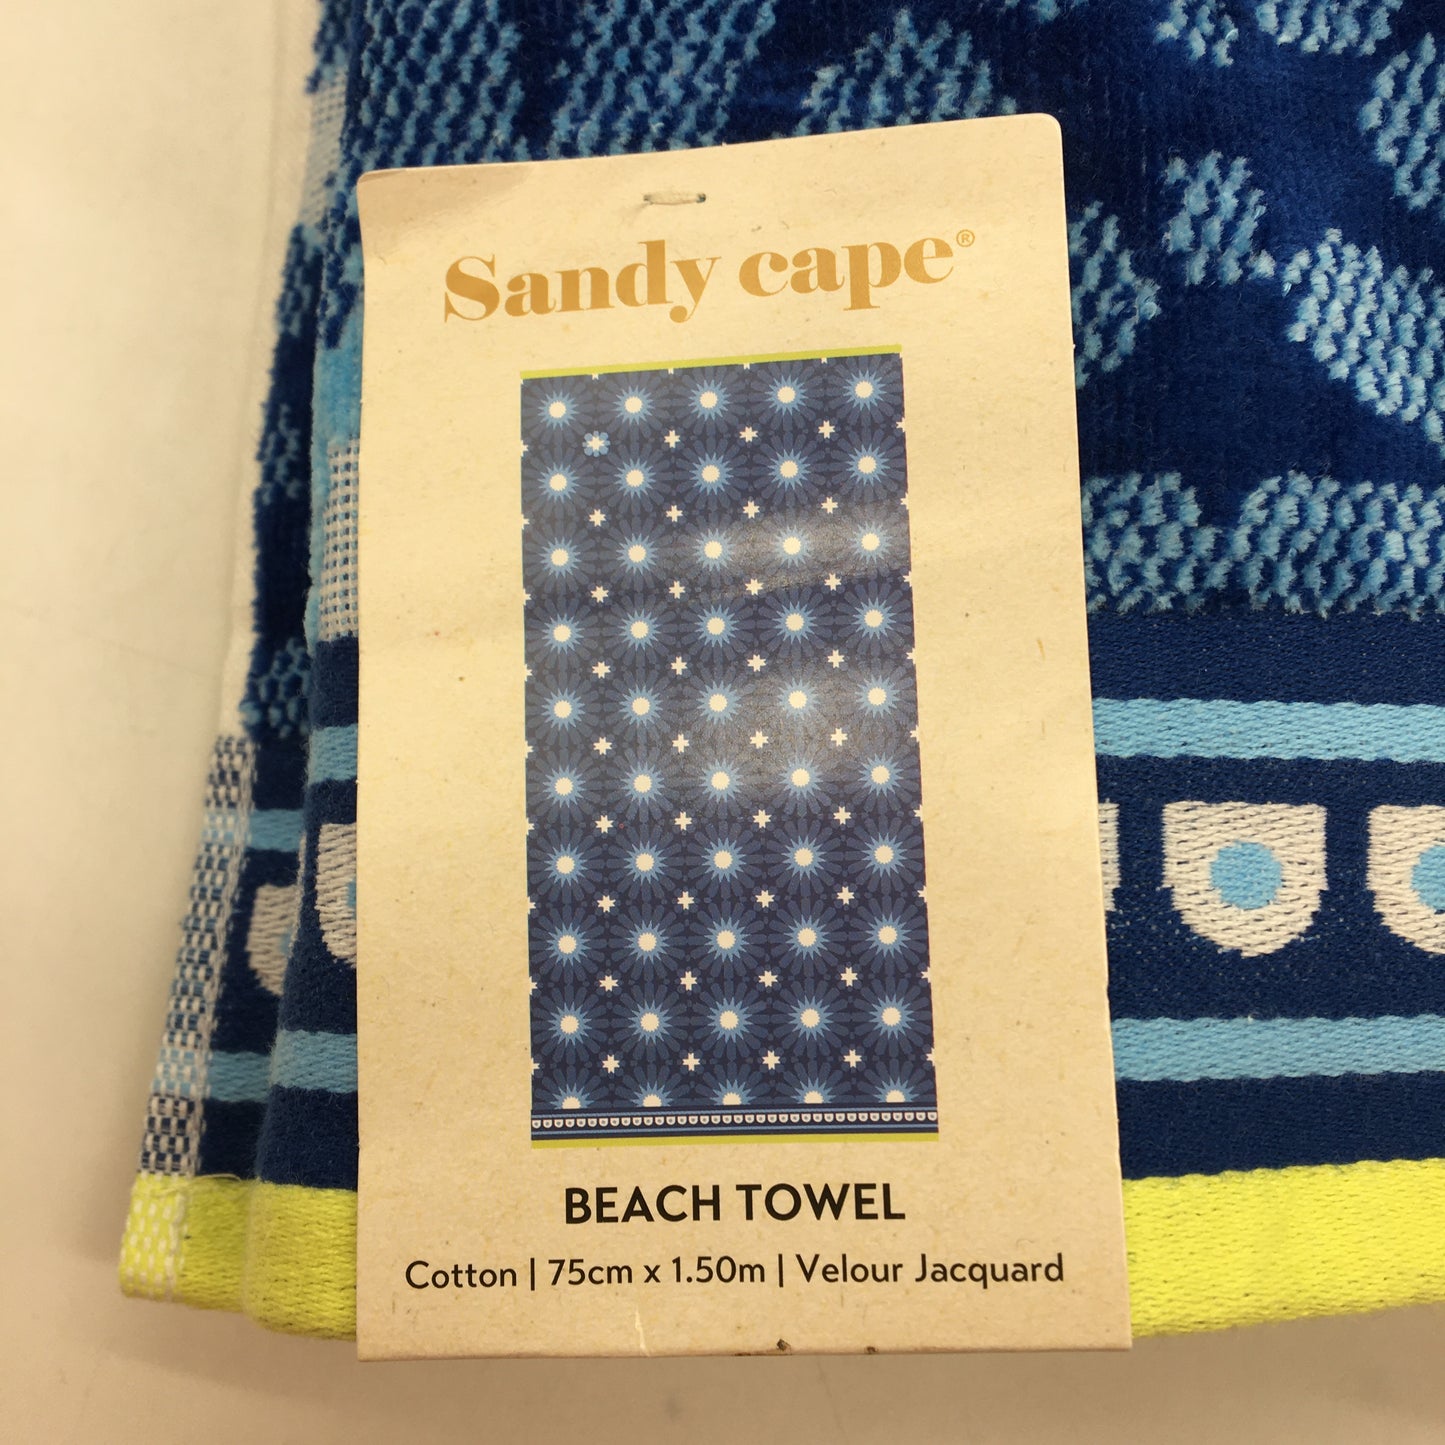 Sandy cape®
BEACH TOWEL
Cotton | 75cm x 1.50m | Velour Jacquard